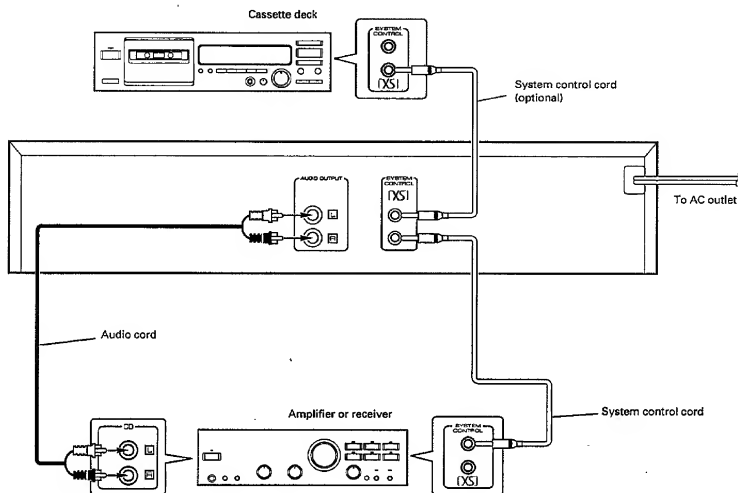 Cassette deck
SYSTEM
CONTROL
XS
System control cord
(optional)
AUDIO OUTPUT
L
R
SYSTEM
CONTROL
XS
To AC outlet
Audio cord
Amplifier or receiver
System control cord
CD
L
R
SYSTEM
CONTROL
XS